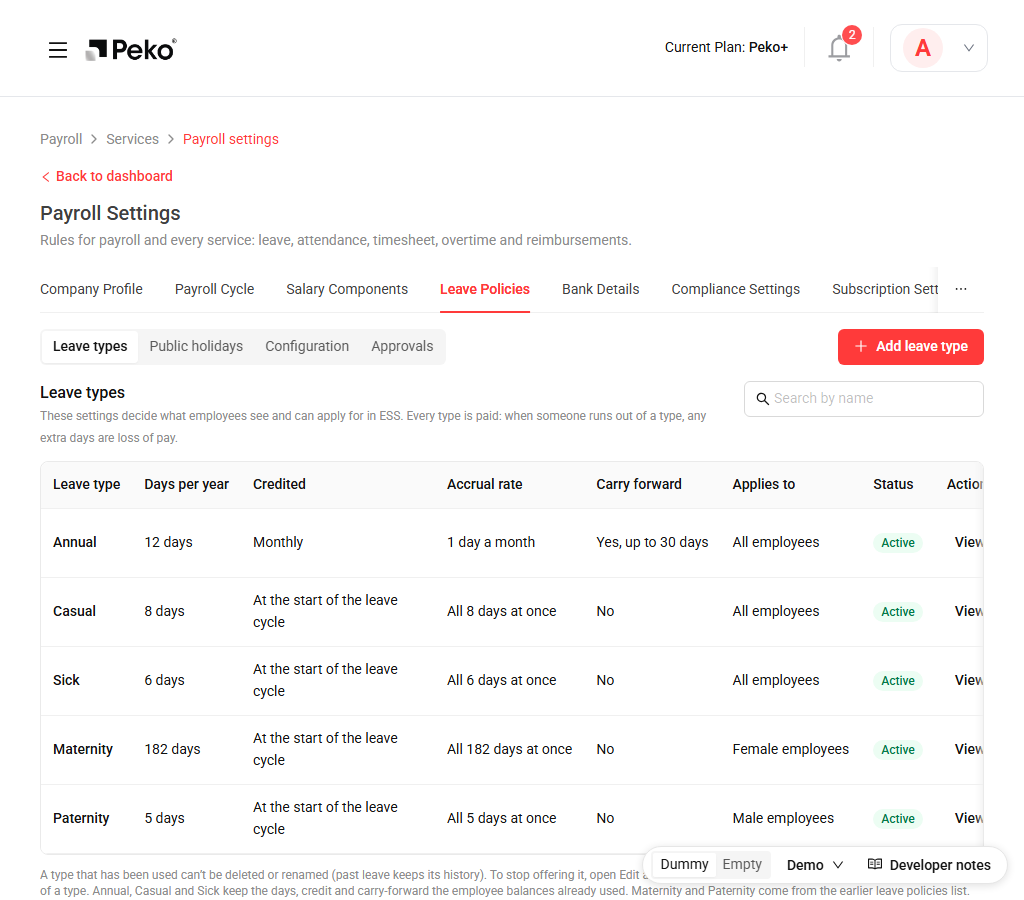 Peko
Current Plan: Peko+
2
A
Payroll > Services > Payroll settings
< Back to dashboard
Payroll Settings
Rules for payroll and every service: leave, attendance, timesheet, overtime and reimbursements.
Company Profile Payroll Cycle Salary Components Leave Policies Bank Details Compliance Settings Subscription Sett ...
Leave types Public holidays Configuration Approvals
+ Add leave type
Leave types
These settings decide what employees see and can apply for in ESS. Every type is paid: when someone runs out of a type, any
extra days are loss of pay.
Search by name
Leave type Days per year Credited Accrual rate Carry forward Applies to Status Action
Annual 12 days Monthly 1 day a month Yes, up to 30 days All employees Active View
Casual 8 days At the start of the leave
cycle All 8 days at once No All employees Active View
Sick 6 days At the start of the leave
cycle All 6 days at once No All employees Active View
Maternity 182 days At the start of the leave
cycle All 182 days at once No Female employees Active View
Paternity 5 days At the start of the leave
cycle All 5 days at once No Male employees Active View
A type that has been used can't be deleted or renamed (past leave keeps its history). To stop offering it, open Edit
of a type. Annual, Casual and Sick keep the days, credit and carry-forward the employee balances already used. Maternity and Paternity come from the earlier leave policies list.
Dummy Empty Demo Developer notes